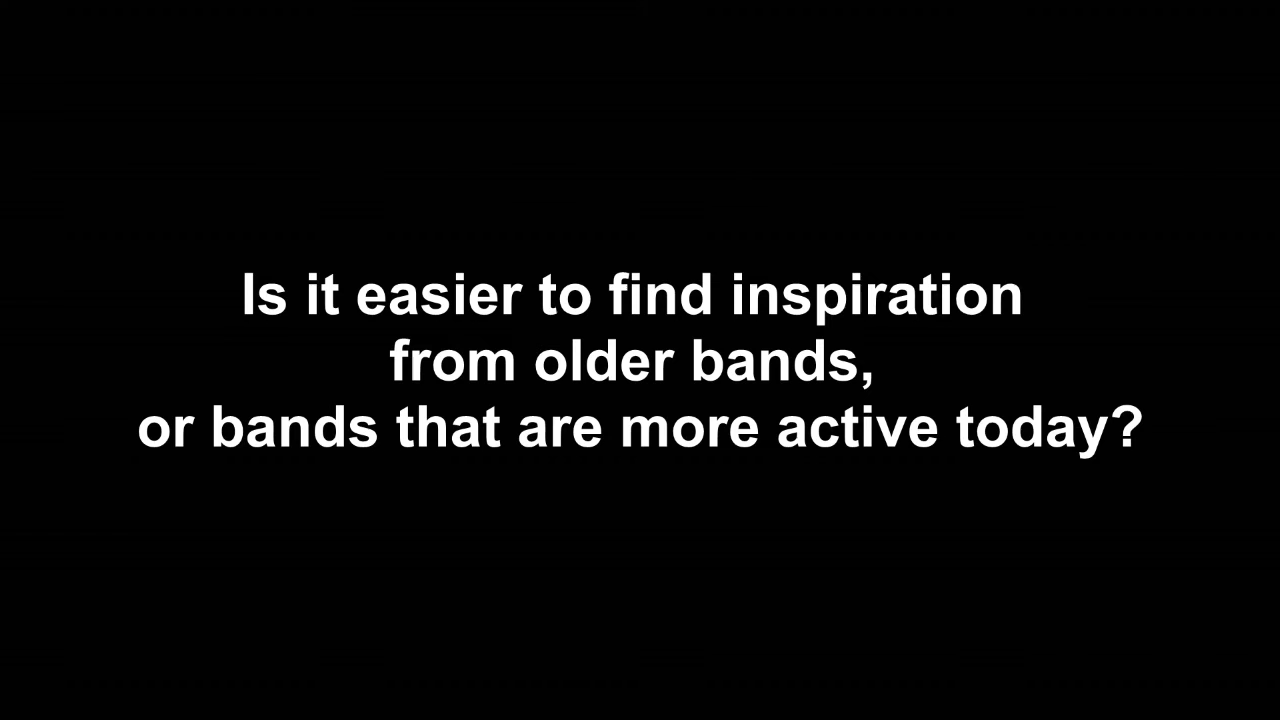 Is it easier to find inspiration
from older bands,
or bands that are more active today?